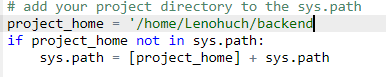 # add your project directory to the sys.path
project_home = '/home/Lenohuch/backend
if project_home not in sys.path:
    sys.path = [project_home] + sys.path